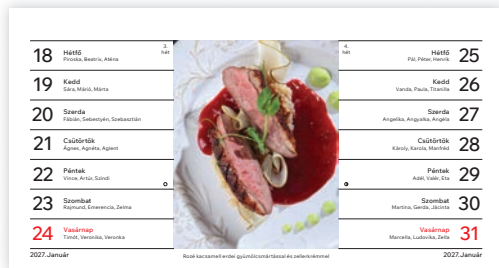 3.
hét
18 Hétfő
Piroska, Beatrix, Aténa
19 Kedd
Sára, Márió, Márta
20 Szerda
Fábián, Sebestyén, Szebasztián
21 Csütörtök
Ágnes, Agnéta, Agient
22 Péntek
Vince, Artúr, Szindi
23 Szombat
Rajmund, Emerencia, Zelma
24 Vasárnap
Timót, Veronika, Veronka
2027. Január
4.
hét
Hétfő 25
Pál, Péter, Henrik
Kedd 26
Vanda, Paula, Titanilla
Szerda 27
Angelika, Angyalka, Angéla
Csütörtök 28
Károly, Karola, Manfréd
Péntek 29
Adél, Valér, Eta
Szombat 30
Martina, Gerda, Jácinta
Vasárnap 31
Marcella, Ludovika, Zella
2027. Január
Rozé kacsamell erdei gyümölcsmártással és zellerkrémmel